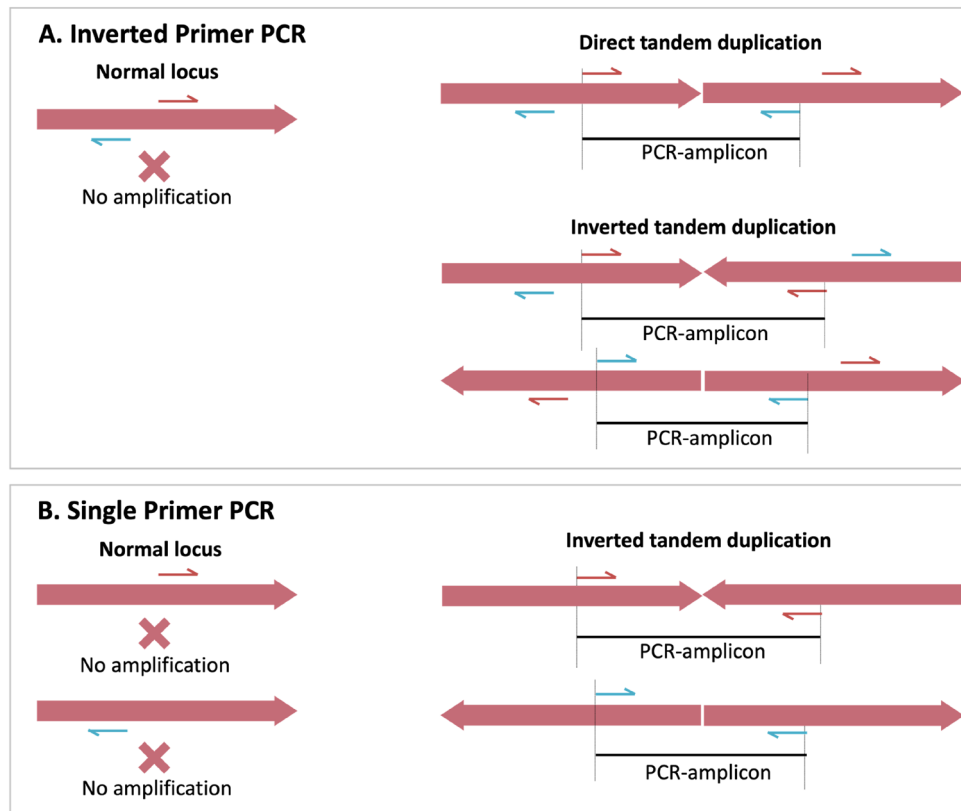 A. Inverted Primer PCR
Normal locus
No amplification
Direct tandem duplication
PCR-amplicon
Inverted tandem duplication
PCR-amplicon
PCR-amplicon
B. Single Primer PCR
Normal locus
No amplification
No amplification
Inverted tandem duplication
PCR-amplicon
PCR-amplicon